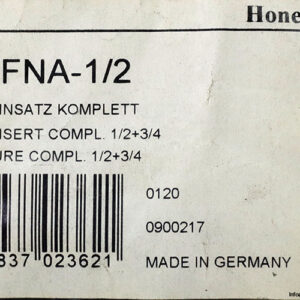 Hone
FNA-1/2
INSATZ KOMPLETT
SERT COMPL. 1/2+3/4
URE COMPL. 1/2+3/4
0120
0900217
837 023621
MADE IN GERMANY